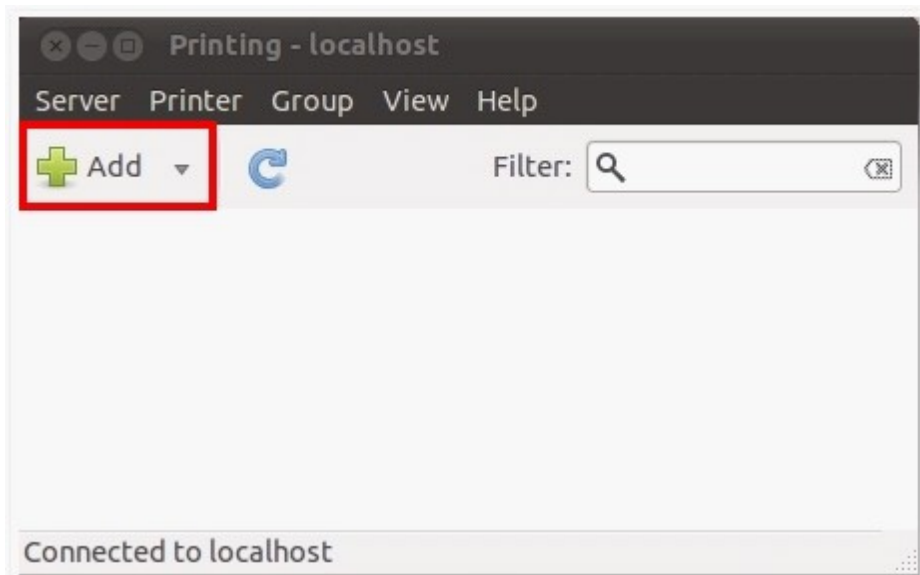 Printing - localhost
Server Printer Group View Help
Add Filter:
Connected to localhost